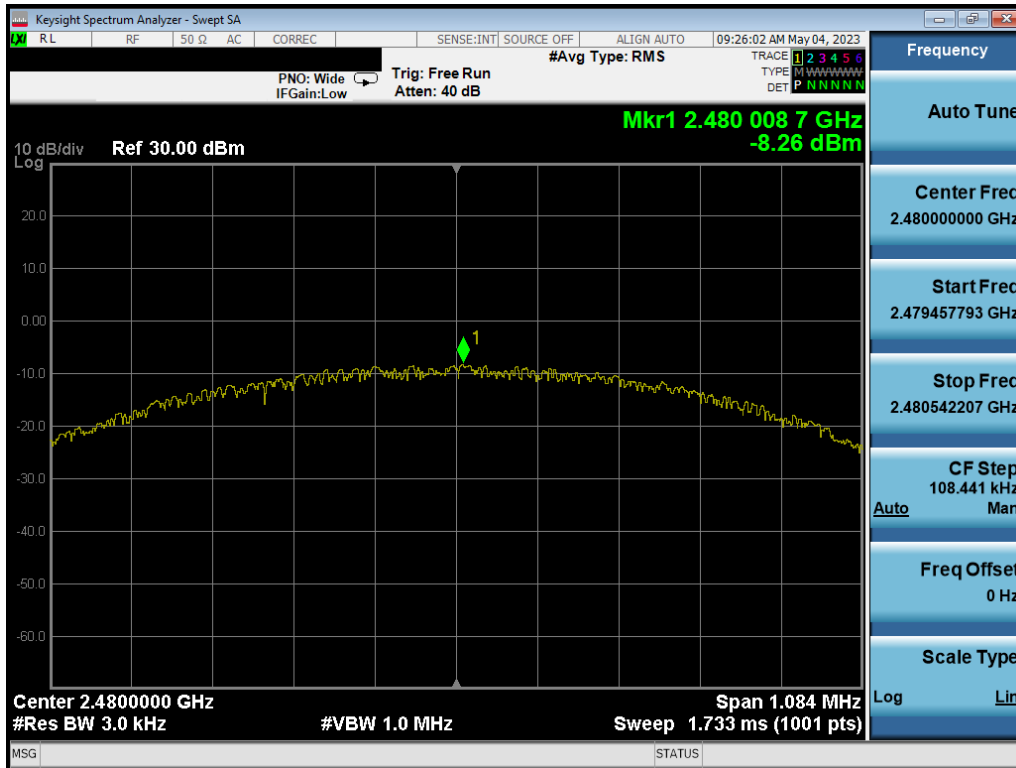 Keysight Spectrum Analyzer - Swept SA
LXI RL RF 50 Ω AC CORREC SENSE:INT SOURCE OFF ALIGN AUTO 09:26:02 AM May 04, 2023
#Avg Type: RMS
TRACE 1 2 3 4 5 6
PNO: Wide Trig: Free Run
TYPE M W W W W W
IFGain:Low Atten: 40 dB
DET P N N N N N
Mkr1 2.480 008 7 GHz
-8.26 dBm
10 dB/div Ref 30.00 dBm
Log
20.0
10.0
0.00
1
-10.0
-20.0
-30.0
-40.0
-50.0
-60.0
Center 2.4800000 GHz Span 1.084 MHz
#Res BW 3.0 kHz #VBW 1.0 MHz Sweep 1.733 ms (1001 pts)
MSG STATUS
Frequency
Auto Tune
Center Freq
2.480000000 GHz
Start Freq
2.479457793 GHz
Stop Freq
2.480542207 GHz
CF Step
108.441 kHz
Auto Man
Freq Offset
0 Hz
Scale Type
Log Lin